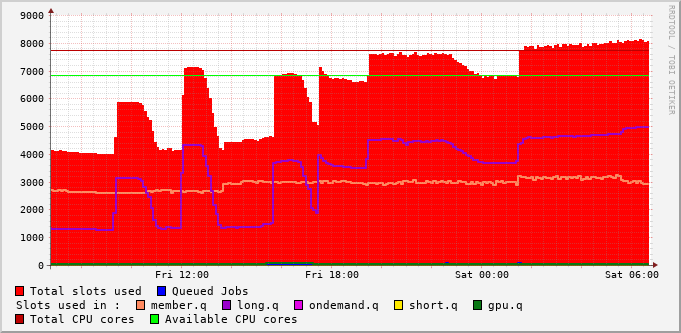 9000
8000
7000
6000
5000
4000
3000
2000
1000
0
Fri 12:00 Fri 18:00 Sat 00:00 Sat 06:00
RRDTOOL / TOBI OETIKER
Total slots used Queued Jobs
Slots used in : member.q long.q ondemand.q short.q gpu.q
Total CPU cores Available CPU cores